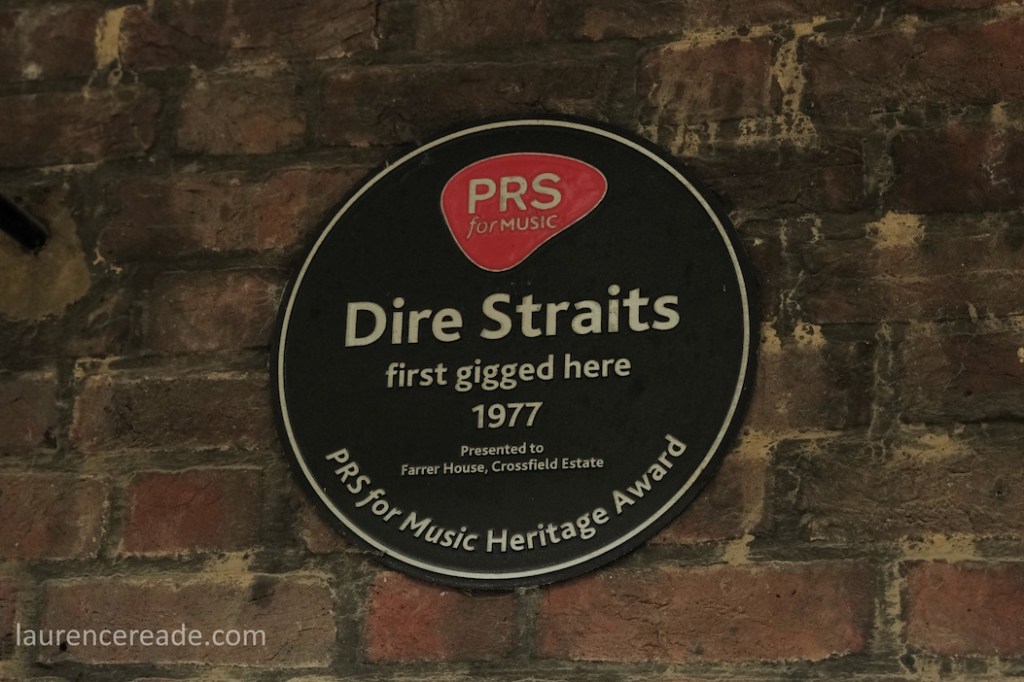 PRS
for MUSIC
Dire Straits
first gigged here
1977
Presented to
Farrer House, Crossfield Estate
PRS for Music Heritage Award
laurencereade.com